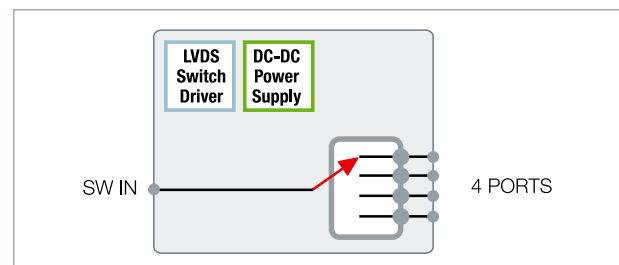 LVDS
Switch
Driver
DC-DC
Power
Supply
SW IN
4 PORTS